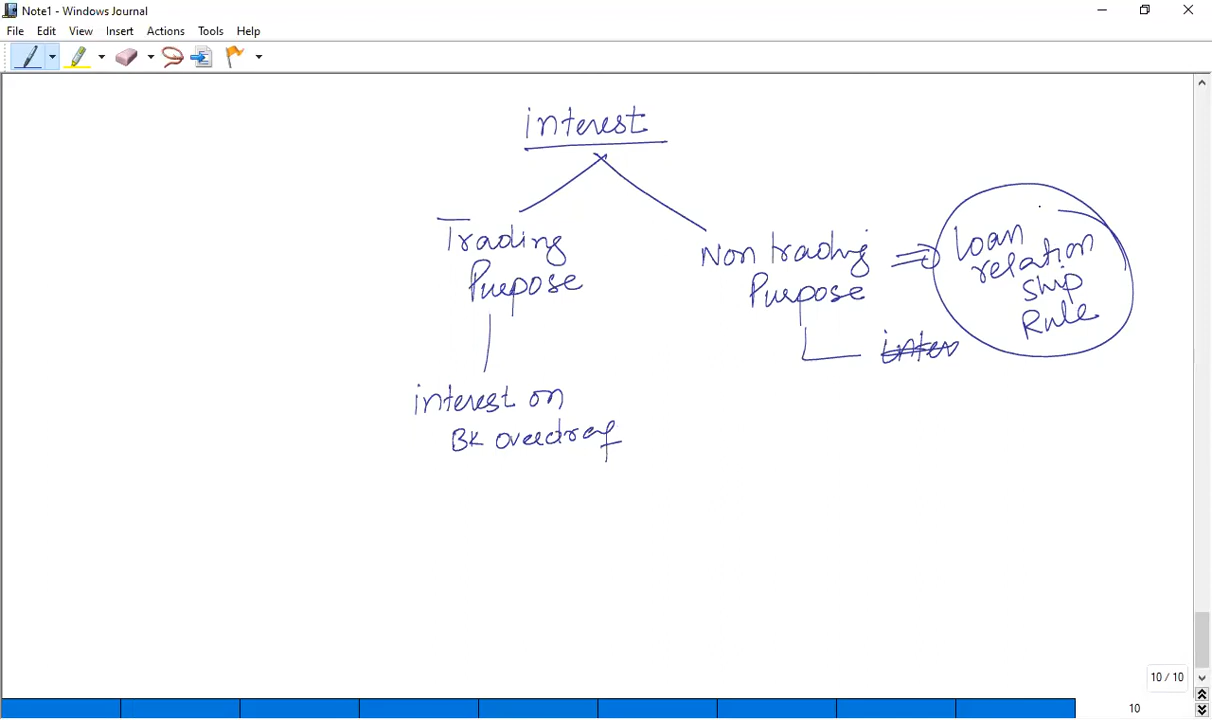 Note1 - Windows Journal
File Edit View Insert Actions Tools Help
interest
Trading
Purpose
Non trading
Purpose
Loan
relation
ship
Rule
inter
interest on
BK overdraf
10 / 10
10